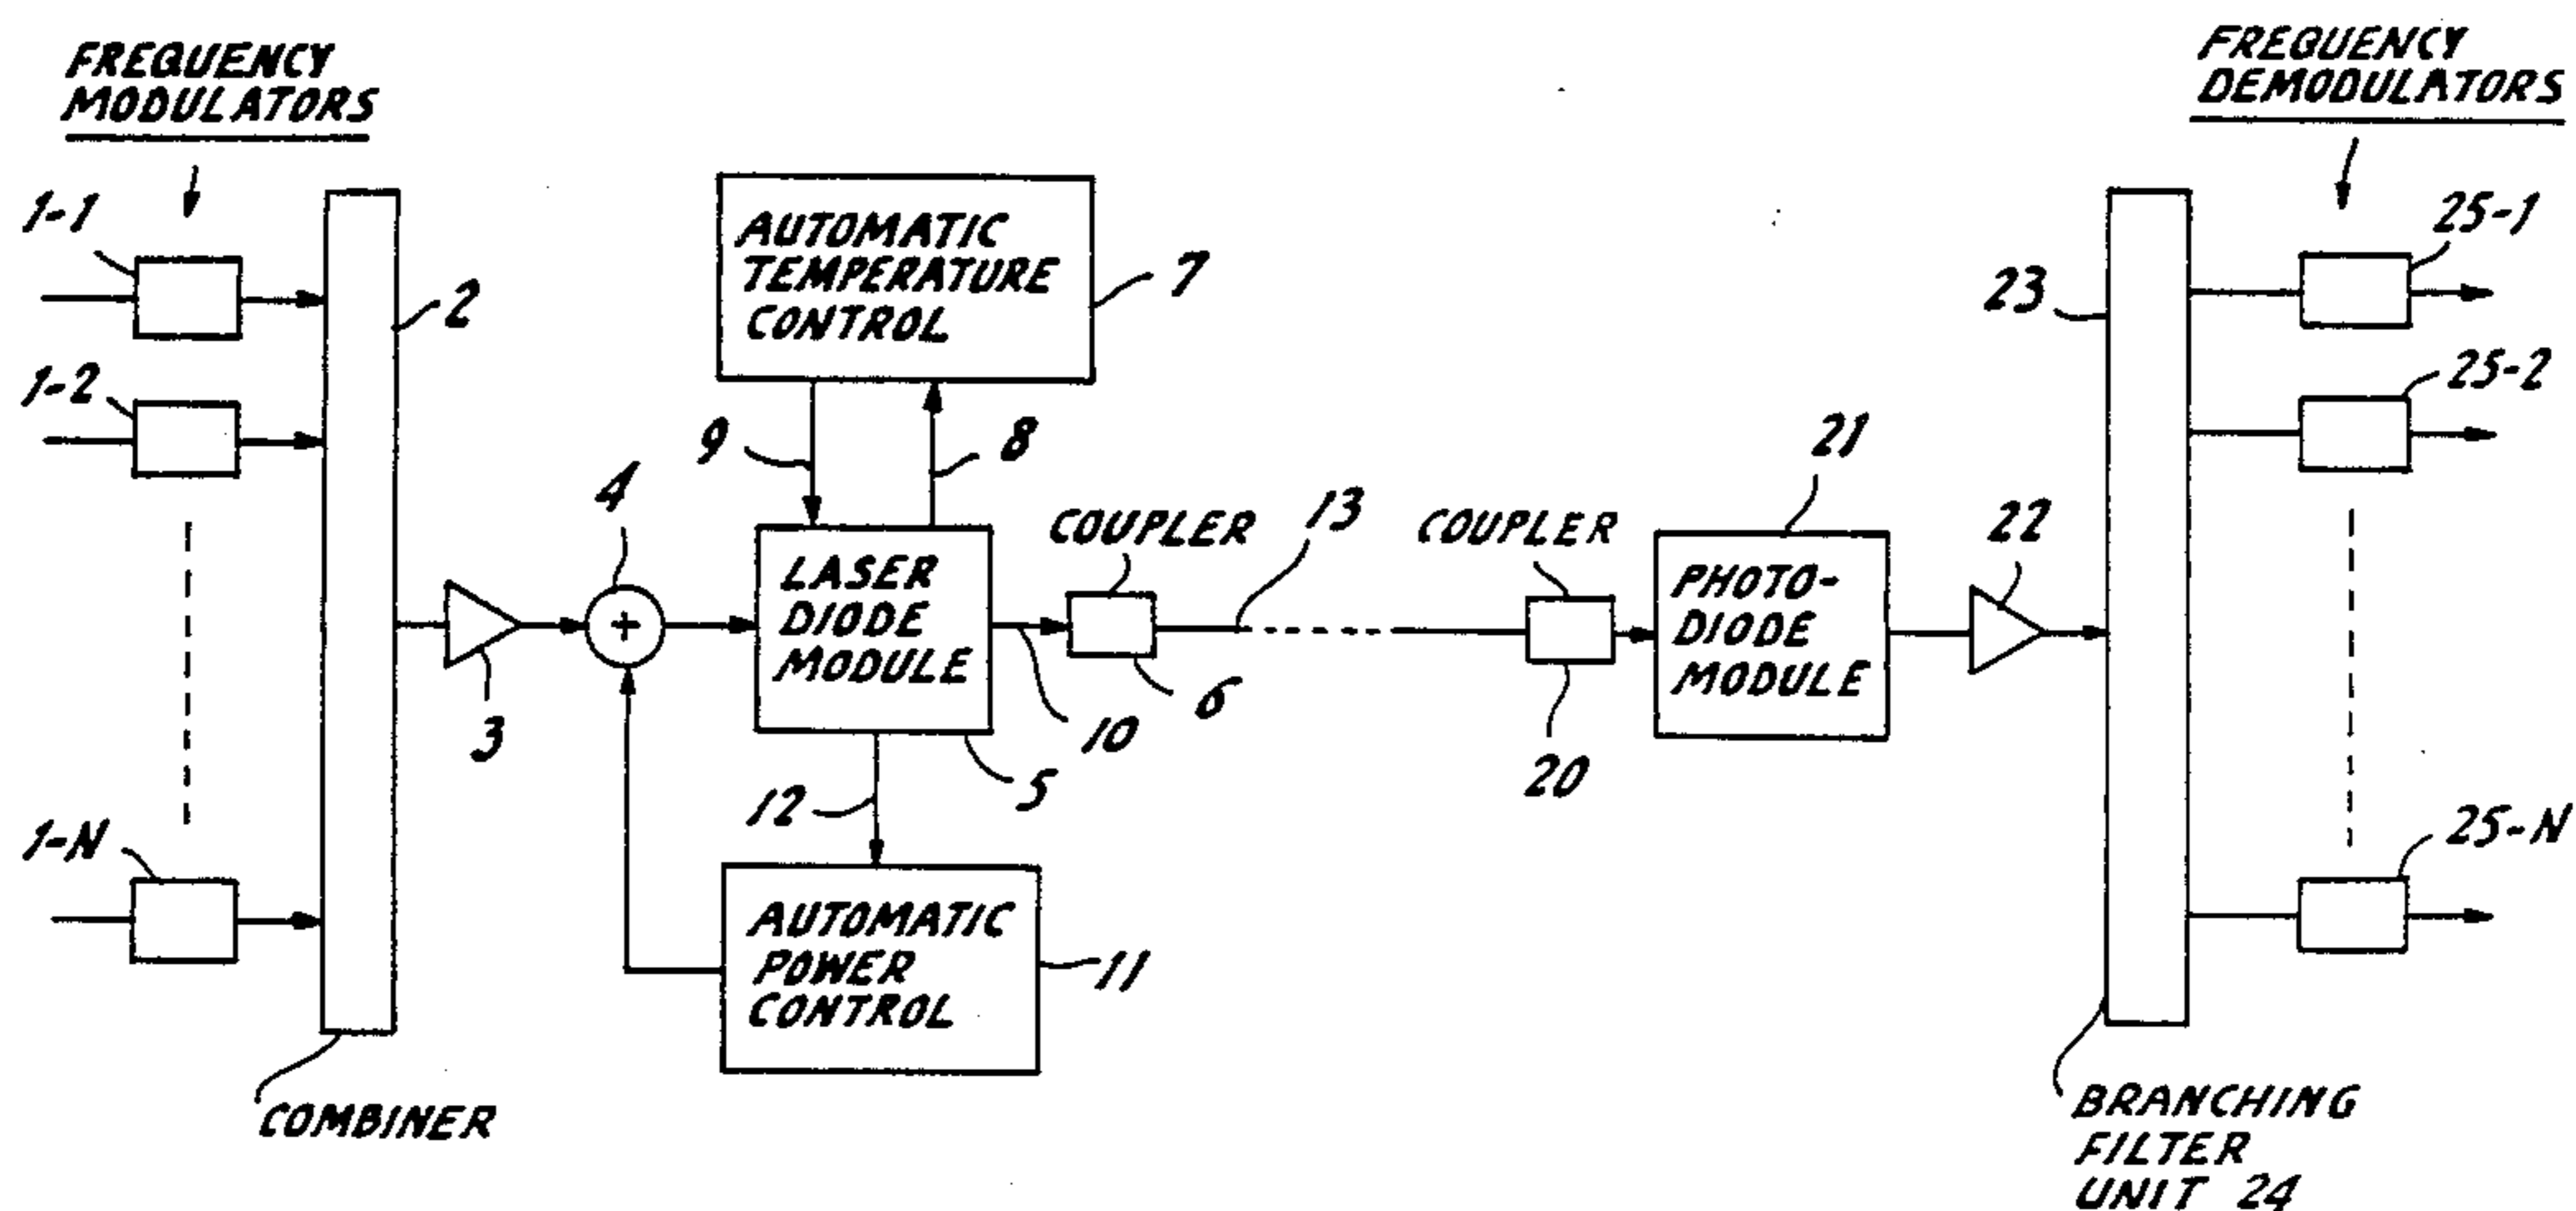 FREQUENCY
MODULATORS
1-1
1-2
1-N
2
COMBINER
3
4
+
AUTOMATIC
TEMPERATURE
CONTROL
7
9
8
LASER
DIODE
MODULE
5
10
COUPLER
6
13
12
AUTOMATIC
POWER
CONTROL
11
COUPLER
20
21
PHOTO-
DIODE
MODULE
22
23
BRANCHING
FILTER
UNIT 24
FREQUENCY
DEMODULATORS
25-1
25-2
25-N